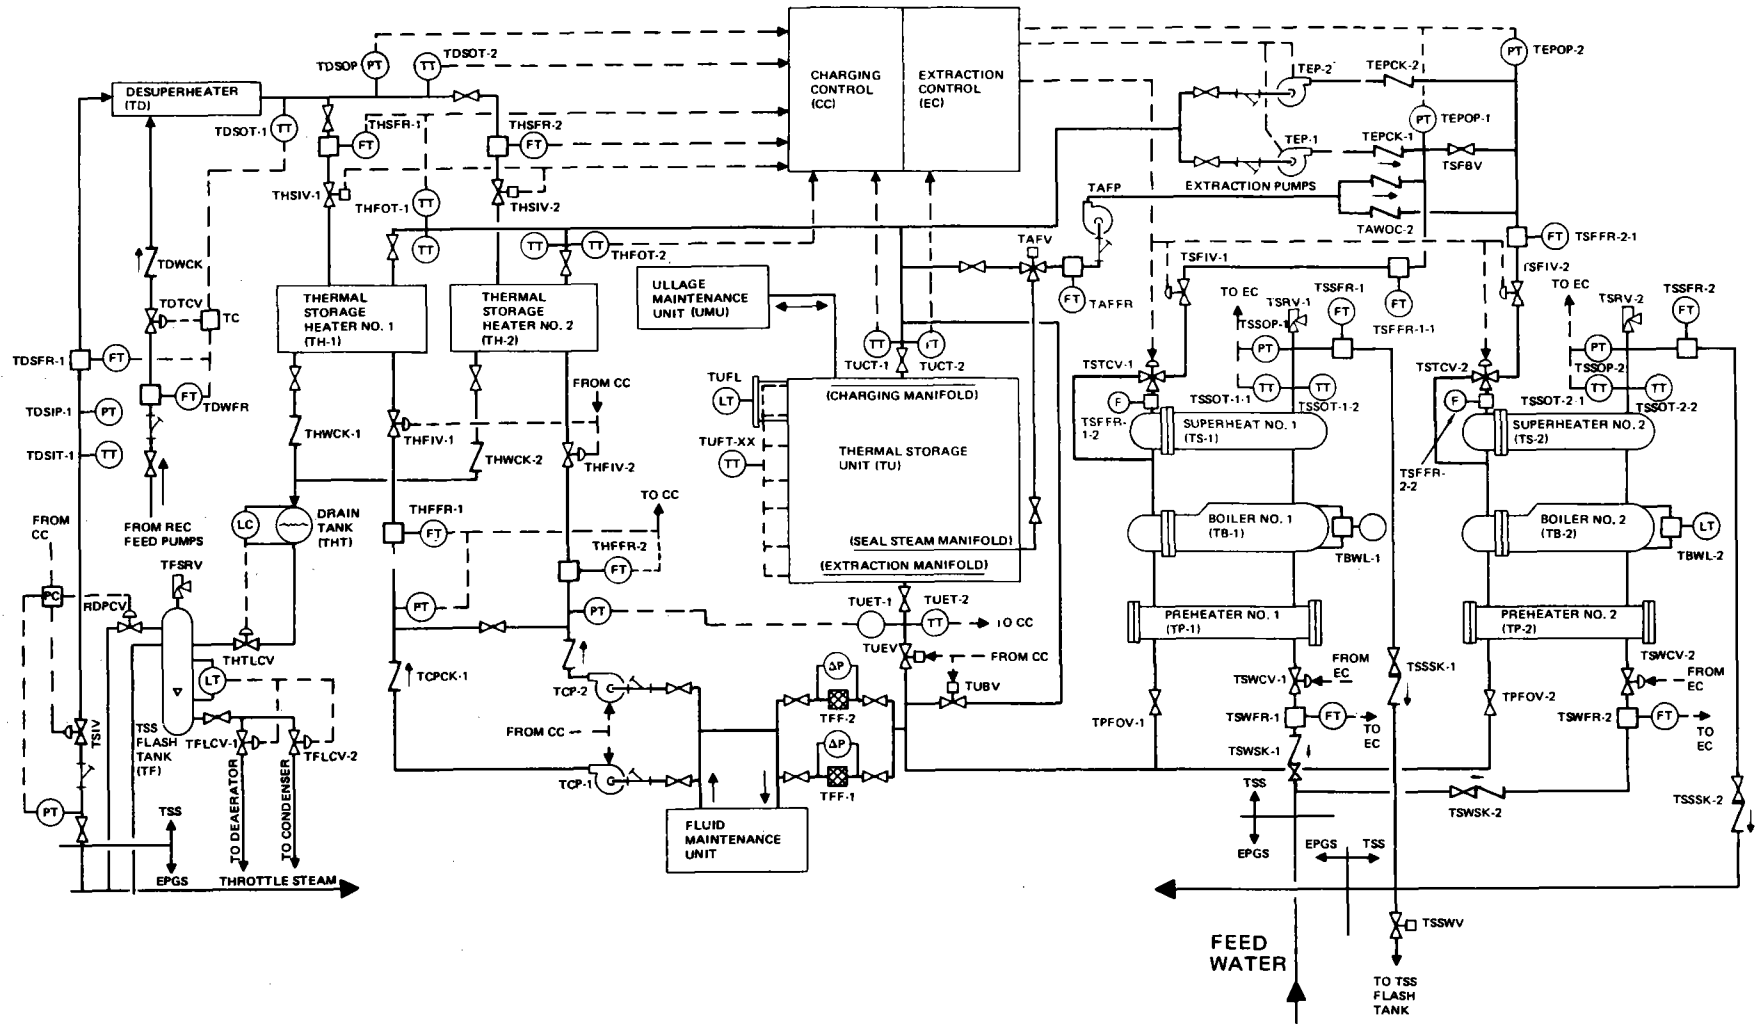 TDSOP
PT
TDSOT-2
TT
DESUPERHEATER
(TD)
TDSOT-1
TT
THSFR-1
FT
THSFR-2
FT
THSIV-1
THSIV-2
THFOT-1
TT
TT
TT
TT
THFOT-2
CHARGING
CONTROL
(CC)
EXTRACTION
CONTROL
(EC)
TEP-2
TEPCK-2
PT
TEPOP-2
PT
TEPOP-1
TEP-1
TEPCK-1
TSFBV
EXTRACTION PUMPS
TAFP
TAWOC-2
TAFV
FT
TAFFR
FT
TSFFR-2-1
TSFIV-1
TSFIV-2
FT
TSFFR-1-1
TDWCK
TDTCV
TC
TDSFR-1
FT
FT
TDWFR
TDSIP-1
PT
TDSIT-1
TT
FROM REC
FEED PUMPS
THERMAL
STORAGE
HEATER NO. 1
(TH-1)
THERMAL
STORAGE
HEATER NO. 2
(TH-2)
ULLAGE
MAINTENANCE
UNIT (UMU)
TT
TUCT-1
TUCT-2
FROM CC
THWCK-1
THFIV-1
THWCK-2
THFIV-2
TUFL
LT
TUFT-XX
TT
(CHARGING MANIFOLD)
THERMAL STORAGE
UNIT (TU)
(SEAL STEAM MANIFOLD)
(EXTRACTION MANIFOLD)
TO EC
TSRV-1
TSSFR-1
FT
TSSOP-1
PT
TT
TT
TSSOT-1-1
TSSOT-1-2
TSTCV-1
F
TSFFR-
1-2
SUPERHEAT NO. 1
(TS-1)
TO EC
TSRV-2
TSSFR-2
FT
PT
TSSOP-2
TT
TT
TSSOT-2-1
TSSOT-2-2
TSTCV-2
F
TSFFR-
2-2
SUPERHEATER NO. 2
(TS-2)
BOILER NO. 1
(TB-1)
TBWL-1
BOILER NO. 2
(TB-2)
LT
TBWL-2
PREHEATER NO. 1
(TP-1)
PREHEATER NO. 2
(TP-2)
FROM
CC
PC
RDPCV
TFSRV
LC
DRAIN
TANK
(THT)
THTLCV
LT
TSIV
TSS
FLASH
TANK
(TF)
TFLCV-1
TFLCV-2
PT
TSS
EPGS
TO DEAERATOR
TO CONDENSER
THROTTLE STEAM
THFFR-1
FT
TO CC
THFFR-2
FT
PT
PT
TCPCK-1
TCP-2
FROM CC
TCP-1
ΔP
TFF-2
ΔP
TFF-1
FLUID
MAINTENANCE
UNIT
TUET-1
TUET-2
TT
TO CC
TUEV
FROM CC
TUBV
TPFOV-1
FROM
EC
TSWCV-1
TSWFR-1
FT
TO
EC
TSWSK-1
TSSSK-1
TPFOV-2
TSWCV-2
FROM
EC
TSWFR-2
FT
TO
EC
TSWSK-2
TSSSK-2
TSS
EPGS
EPGS
TSS
TSSWV
FEED
WATER
TO TSS
FLASH
TANK